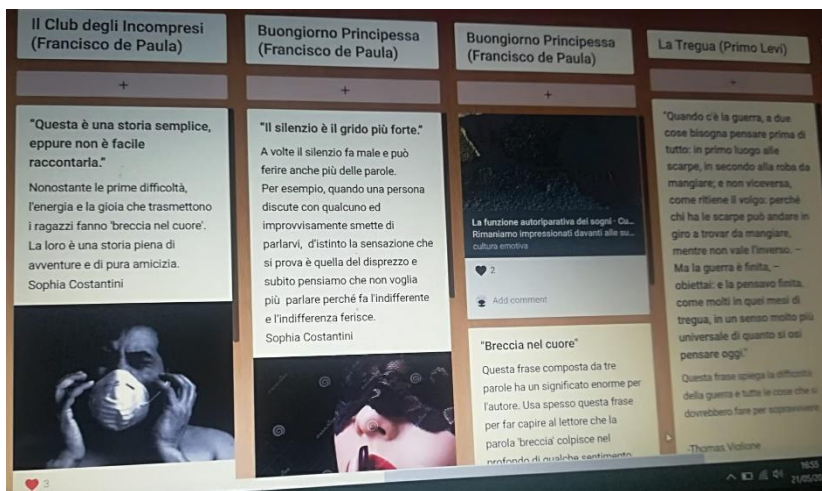 Il Club degli Incompresi
(Francisco de Paula)
+
"Questa è una storia semplice,
eppure non è facile
raccontarla."
Nonostante le prime difficoltà,
l'energia e la gioia che trasmettono
i ragazzi fanno 'breccia nel cuore'.
La loro è una storia piena di
avventure e di pura amicizia.
Sophia Costantini
3
Buongiorno Principessa
(Francisco de Paula)
+
"Il silenzio è il grido più forte."
A volte il silenzio fa male e può
ferire anche più delle parole.
Per esempio, quando una persona
discute con qualcuno ed
improvvisamente smette di
parlarvi, d'istinto la sensazione che
si prova è quella del disprezzo e
subito pensiamo che non voglia
più parlare perché fa l'indifferente
e l'indifferenza ferisce.
Sophia Costantini
Buongiorno Principessa
(Francisco de Paula)
+
La funzione autoriparativa dei sogni - Cu...
Rimaniamo impressionati davanti alle su...
cultura emotiva
2
Add comment
"Breccia nel cuore"
Questa frase composta da tre
parole ha un significato enorme per
l'autore. Usa spesso questa frase
per far capire al lettore che la
parola 'breccia' colpisce nel
profondo di qualche sentimento
La Tregua (Primo Levi)
+
"Quando c'è la guerra, a due
cose bisogna pensare prima di
tutto: in primo luogo alle
scarpe, in secondo alla roba da
mangiare; e non viceversa,
come ritiene il volgo: perché
chi ha le scarpe può andare in
giro a trovar da mangiare,
mentre non vale l'inverso. –
Ma la guerra è finita, –
obiettai: e la pensavo finita,
come molti in quei mesi di
tregua, in un senso molto più
universale di quanto si osi
pensare oggi."
Questa frase spiega la difficoltà
della guerra e tutte le cose che si
dovrebbero fare per sopravvivere
-Thomas Violione
16:55
21/05/20